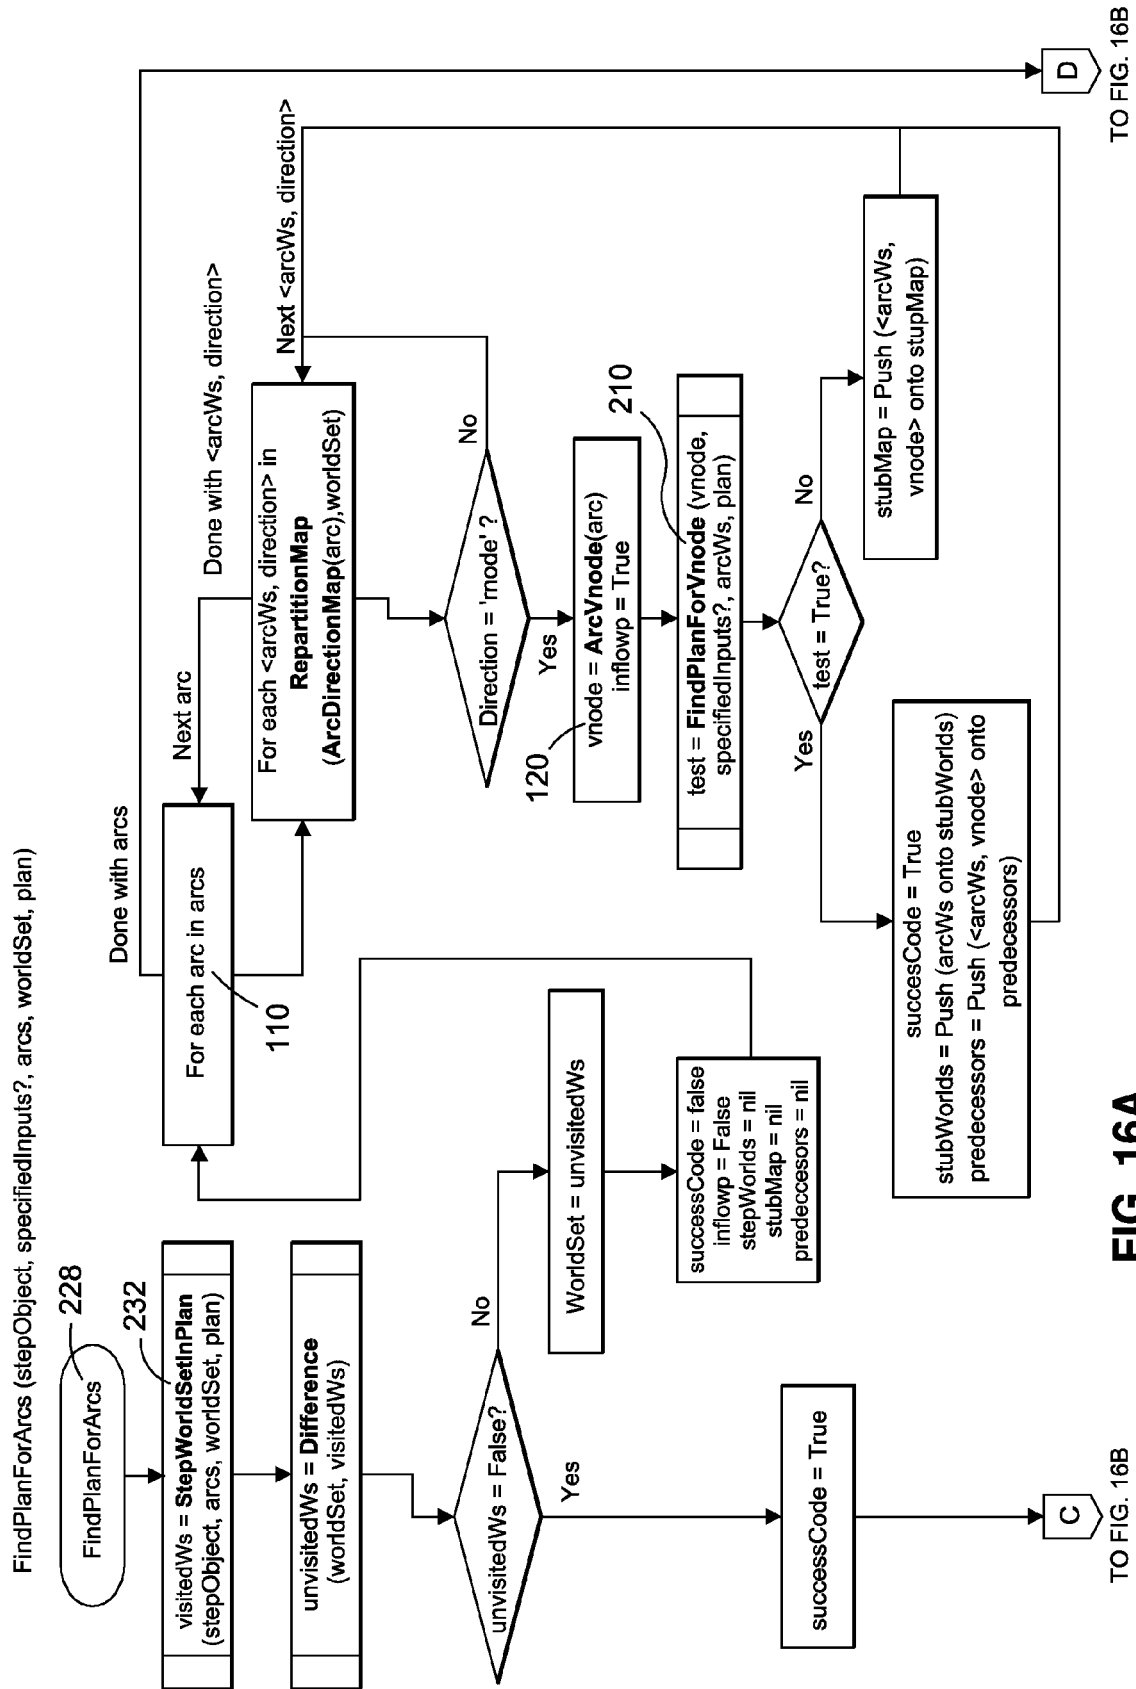 FindPlanForArcs (stepObject, specifiedInputs?, arcs, worldSet, plan)
FindPlanForArcs
228
232
visitedWs = StepWorldSetInPlan
(stepObject, arcs, worldSet, plan)
unvisitedWs = Difference
(worldSet, visitedWs)
unvisitedWs = False?
No
Yes
WorldSet = unvisitedWs
successCode = false
inflowp = False
stepWorlds = nil
stubMap = nil
predeccesors = nil
successCode = True
C
TO FIG. 16B
Done with arcs
For each arc in arcs
110
Next arc
Done with <arcWs, direction>
For each <arcWs, direction> in
RepartitionMap
(ArcDirectionMap(arc),worldSet)
Next <arcWs, direction>
Direction = 'rnode' ?
No
Yes
120
vnode = ArcVnode(arc)
inflowp = True
210
test = FindPlanForVnode (vnode,
specifiedInputs?, arcWs, plan)
test = True?
Yes
No
succesCode = True
stubWorlds = Push (arcWs onto stubWorlds)
predecessors = Push (<arcWs, vnode> onto
predecessors)
stubMap = Push (<arcWs,
vnode> onto stupMap)
D
TO FIG. 16B
FIG. 16A